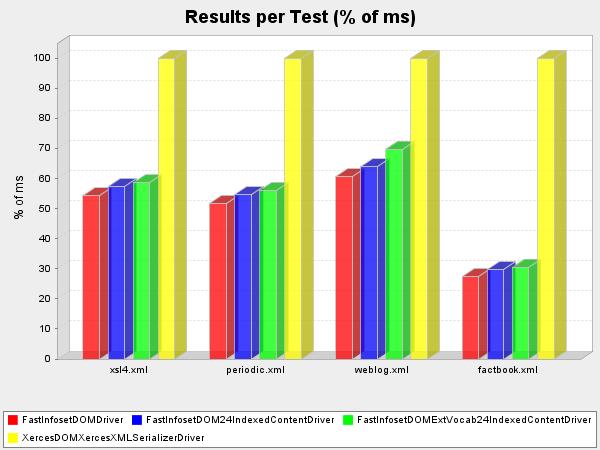 Results per Test (% of ms)
100
90
80
70
60
50
40
30
20
10
0
% of ms
xsl4.xml periodic.xml weblog.xml factbook.xml
FastInfosetDOMDriver FastInfosetDOM24IndexedContentDriver FastInfosetDOMExtVocab24IndexedContentDriver
XercesDOMXercesXMLSerializerDriver